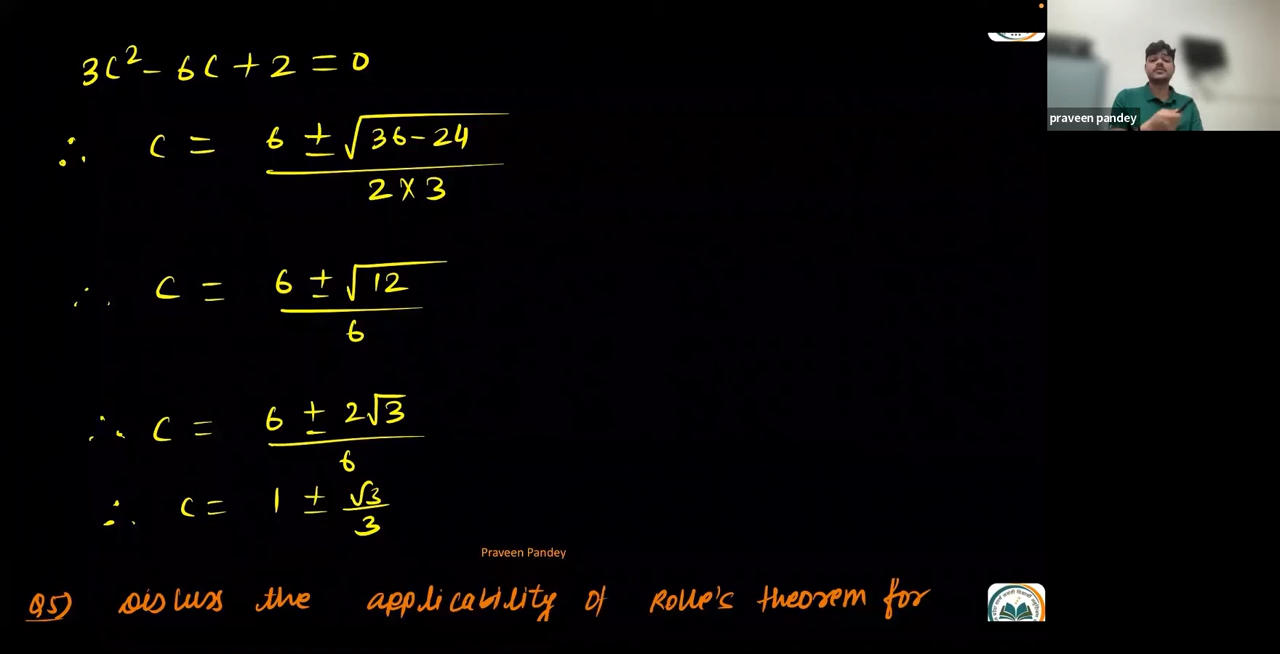 3c² - 6c + 2 = 0
∴ c = (6 ± √(36-24)) / (2 × 3)
∴ c = (6 ± √12) / 6
∴ c = (6 ± 2√3) / 6
∴ c = 1 ± √3/3
Praveen Pandey
Q5) Discuss the applicability of Rolle's theorem for
praveen pandey